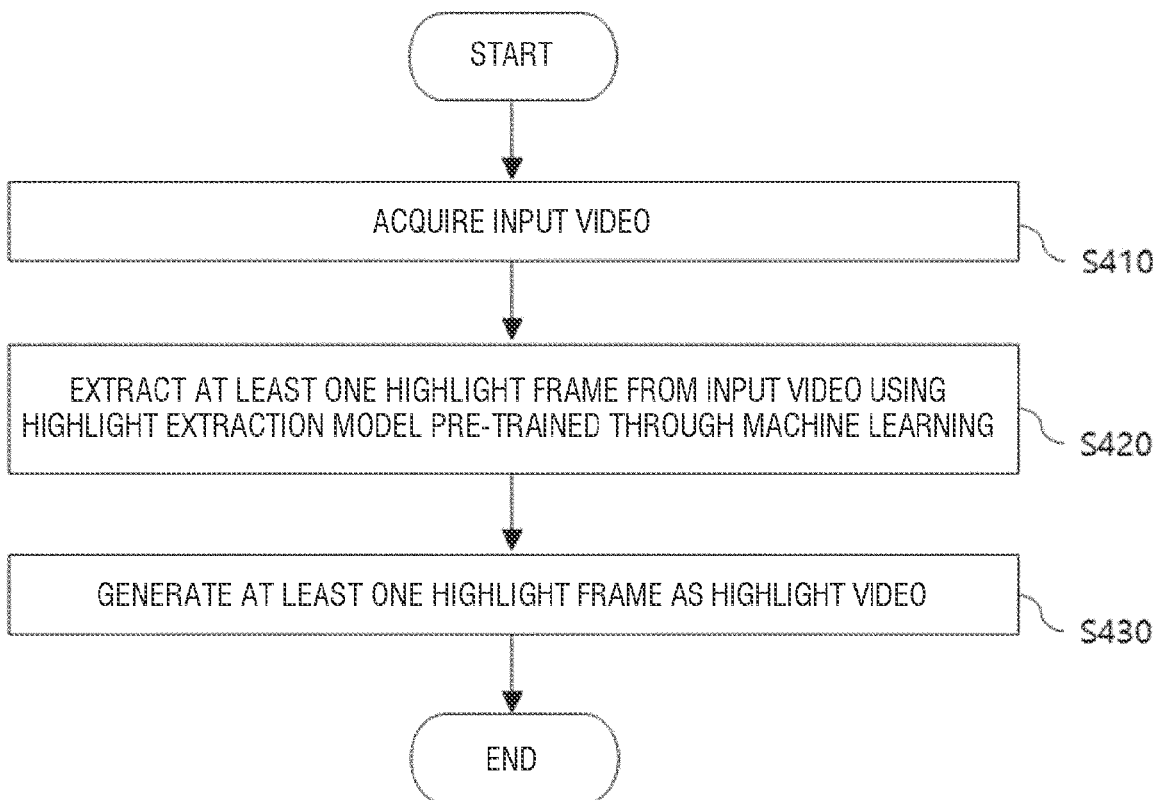 START
ACQUIRE INPUT VIDEO
S410
EXTRACT AT LEAST ONE HIGHLIGHT FRAME FROM INPUT VIDEO USING
HIGHLIGHT EXTRACTION MODEL PRE-TRAINED THROUGH MACHINE LEARNING
S420
GENERATE AT LEAST ONE HIGHLIGHT FRAME AS HIGHLIGHT VIDEO
S430
END